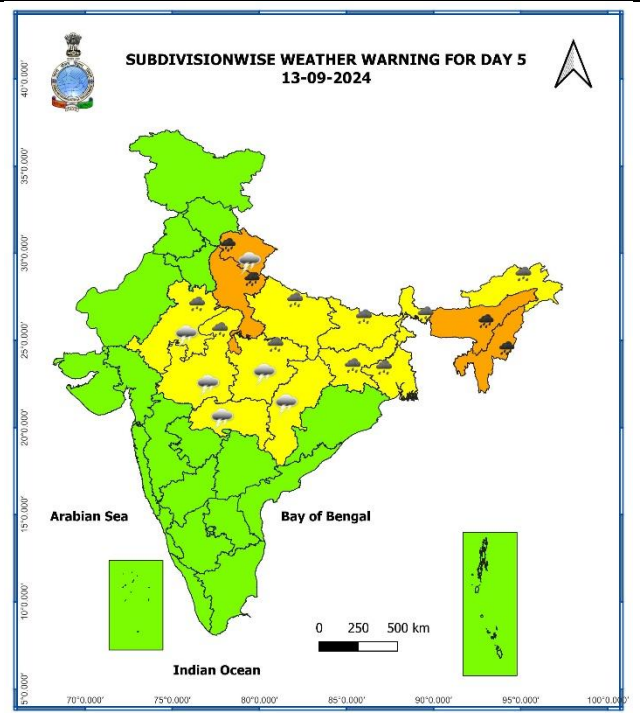 SUBDIVISIONWISE WEATHER WARNING FOR DAY 5
13-09-2024
40°0.000'
35°0.000'
30°0.000'
25°0.000'
20°0.000'
15°0.000'
10°0.000'
5°0.000'
Arabian Sea
Bay of Bengal
0 250 500 km
Indian Ocean
70°0.000' 75°0.000' 80°0.000' 85°0.000' 90°0.000' 95°0.000' 100°0.000'